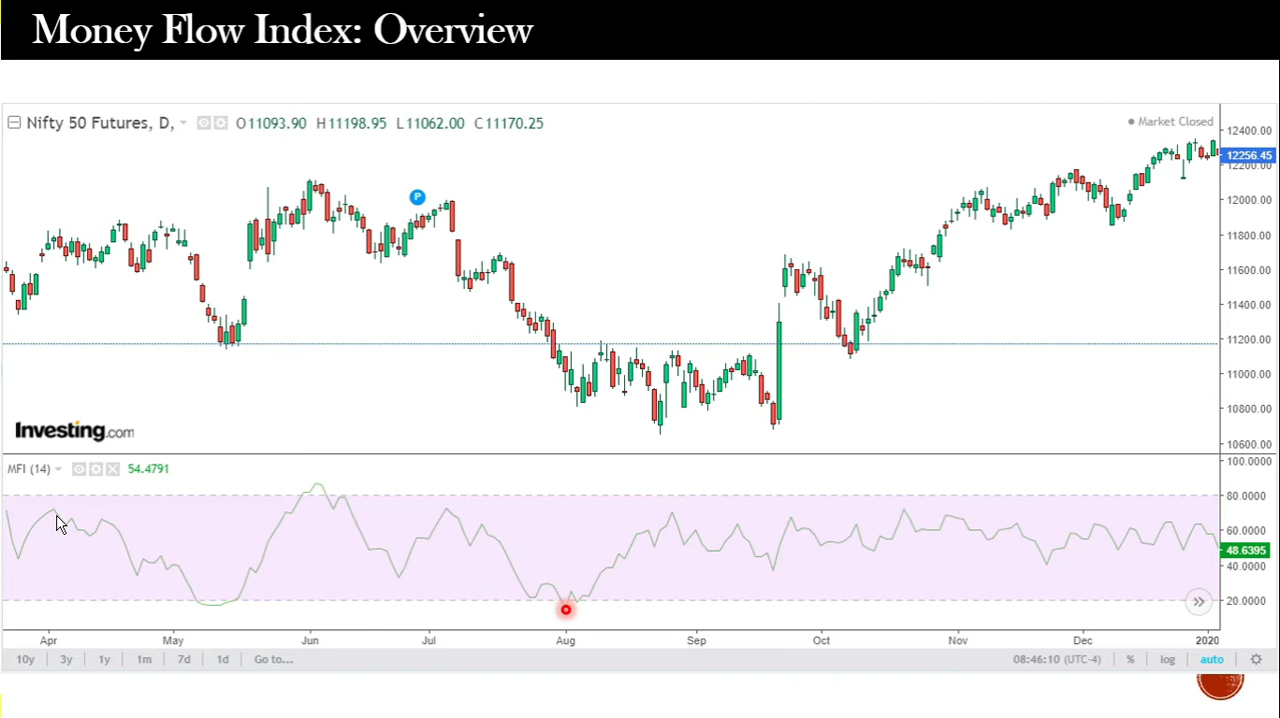 Money Flow Index: Overview
Nifty 50 Futures, D, O11093.90 H11198.95 L11062.00 C11170.25
Market Closed
12400.00
12256.45
12200.00
12000.00
P
11800.00
11600.00
11400.00
11200.00
11000.00
10800.00
10600.00
Investing.com
MFI (14) 54.4791
100.0000
80.0000
60.0000
48.6395
40.0000
20.0000
Apr May Jun Jul Aug Sep Oct Nov Dec 2020
10y 3y 1y 1m 7d 1d Go to... 08:46:10 (UTC-4) % log auto